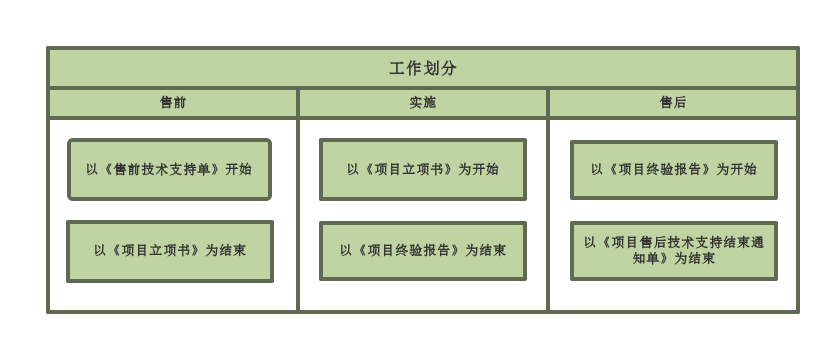 工作划分
售前
实施
售后
以《售前技术支持单》开始
以《项目立项书》为开始
以《项目终验报告》为开始
以《项目立项书》为结束
以《项目终验报告》为结束
以《项目售后技术支持结束通
知单》为结束